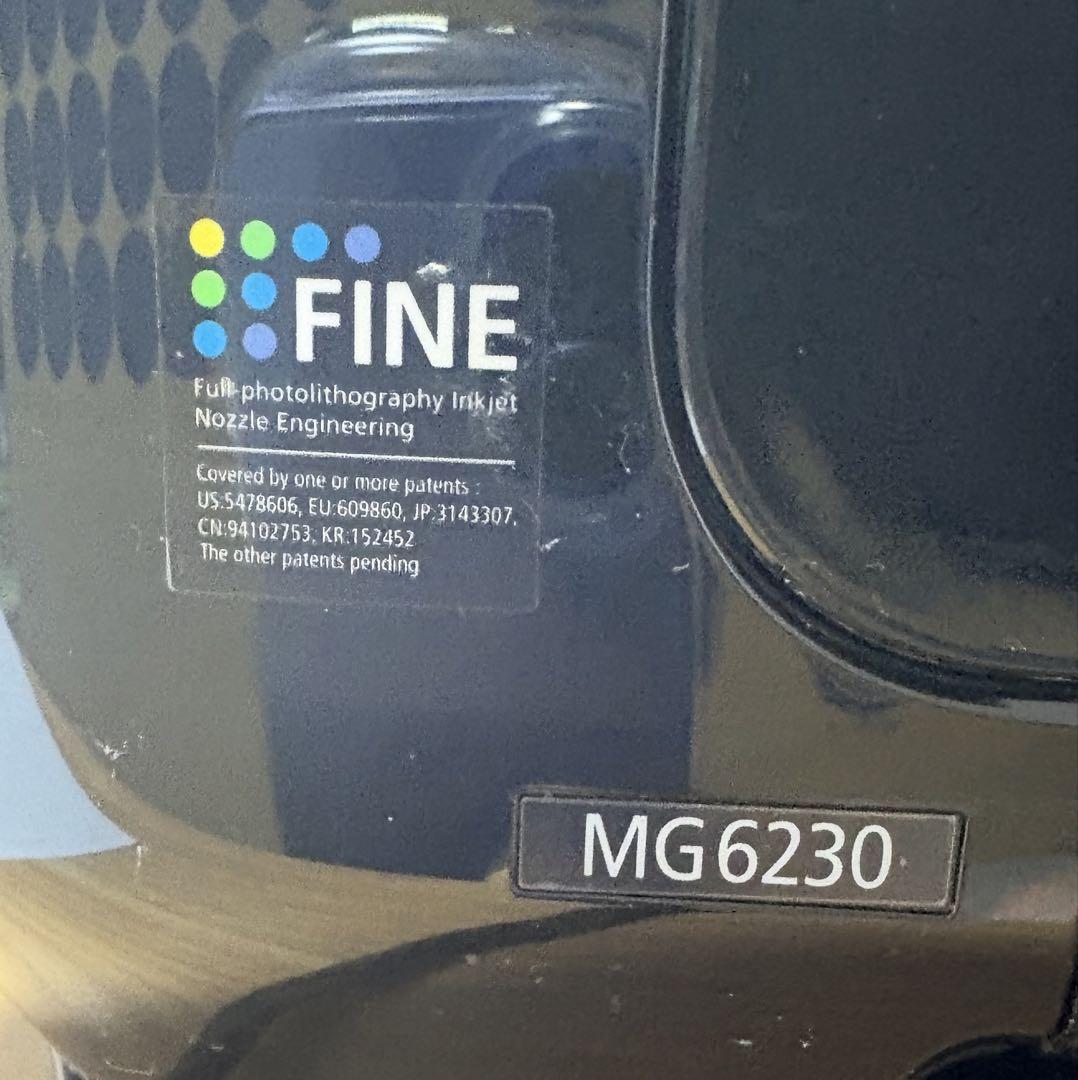 FINE
Full-photolithography Inkjet
Nozzle Engineering
Covered by one or more patents :
US:5478606, EU:609860, JP:3143307,
CN:94102753, KR:152452
The other patents pending
MG6230